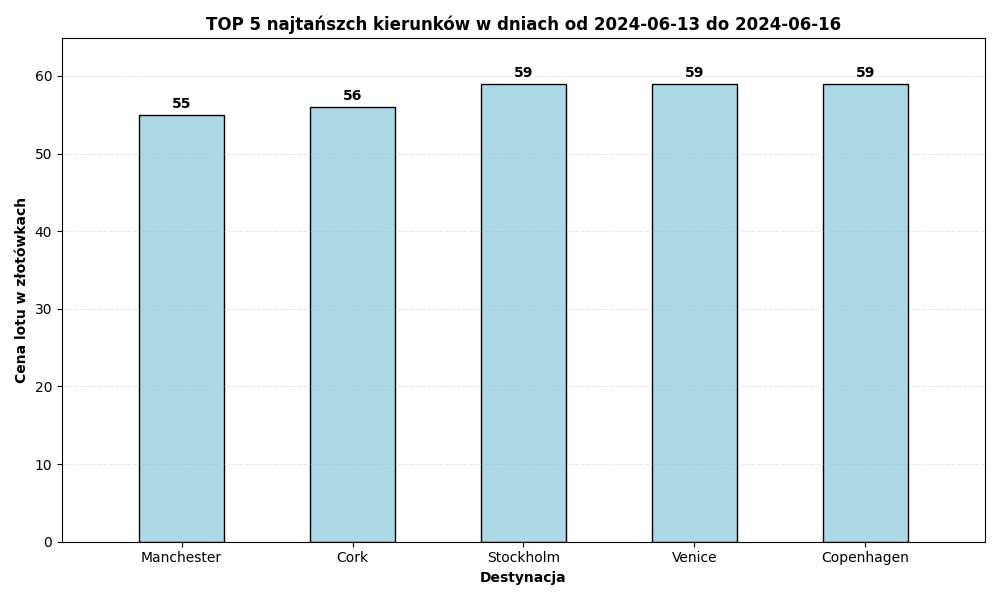 TOP 5 najtańszch kierunków w dniach od 2024-06-13 do 2024-06-16
59
59
59
56
55
60
50
40
30
20
10
0
Cena lotu w złotówkach
Manchester
Cork
Stockholm
Venice
Copenhagen
Destynacja